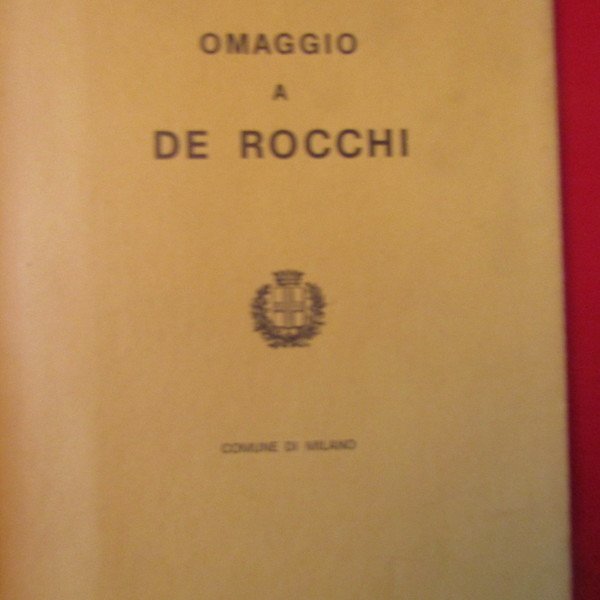 OMAGGIO
A
DE ROCCHI
COMUNE DI MILANO